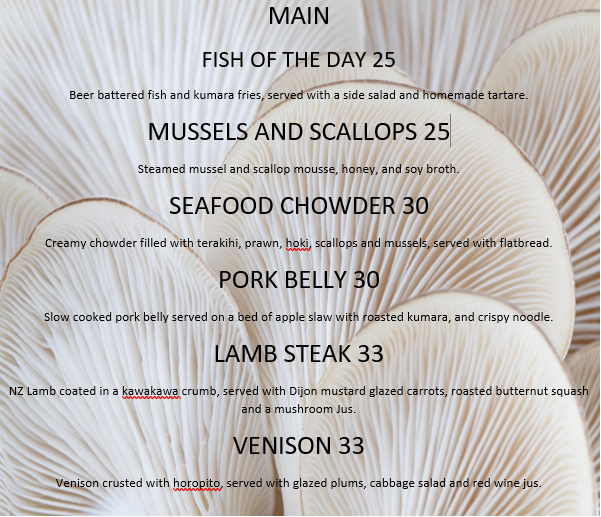 MAIN
FISH OF THE DAY 25
Beer battered fish and kumara fries, served with a side salad and homemade tartare.
MUSSELS AND SCALLOPS 25
Steamed mussel and scallop mousse, honey, and soy broth.
SEAFOOD CHOWDER 30
Creamy chowder filled with terakihi, prawn, hoki, scallops and mussels, served with flatbread.
PORK BELLY 30
Slow cooked pork belly served on a bed of apple slaw with roasted kumara, and crispy noodle.
LAMB STEAK 33
NZ Lamb coated in a kawakawa crumb, served with Dijon mustard glazed carrots, roasted butternut squash
and a mushroom Jus.
VENISON 33
Venison crusted with horopito, served with glazed plums, cabbage salad and red wine jus.